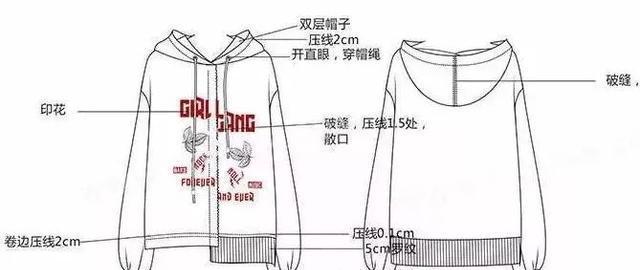 双层帽子
压线2cm
开直眼，穿帽绳
破缝，
印花
GIRL
GANG
破缝，压线1.5处，
散口
ROCK
ROLL
FOREVER
AND EVER
卷边压线2cm
压线0.1cm
5cm罗纹